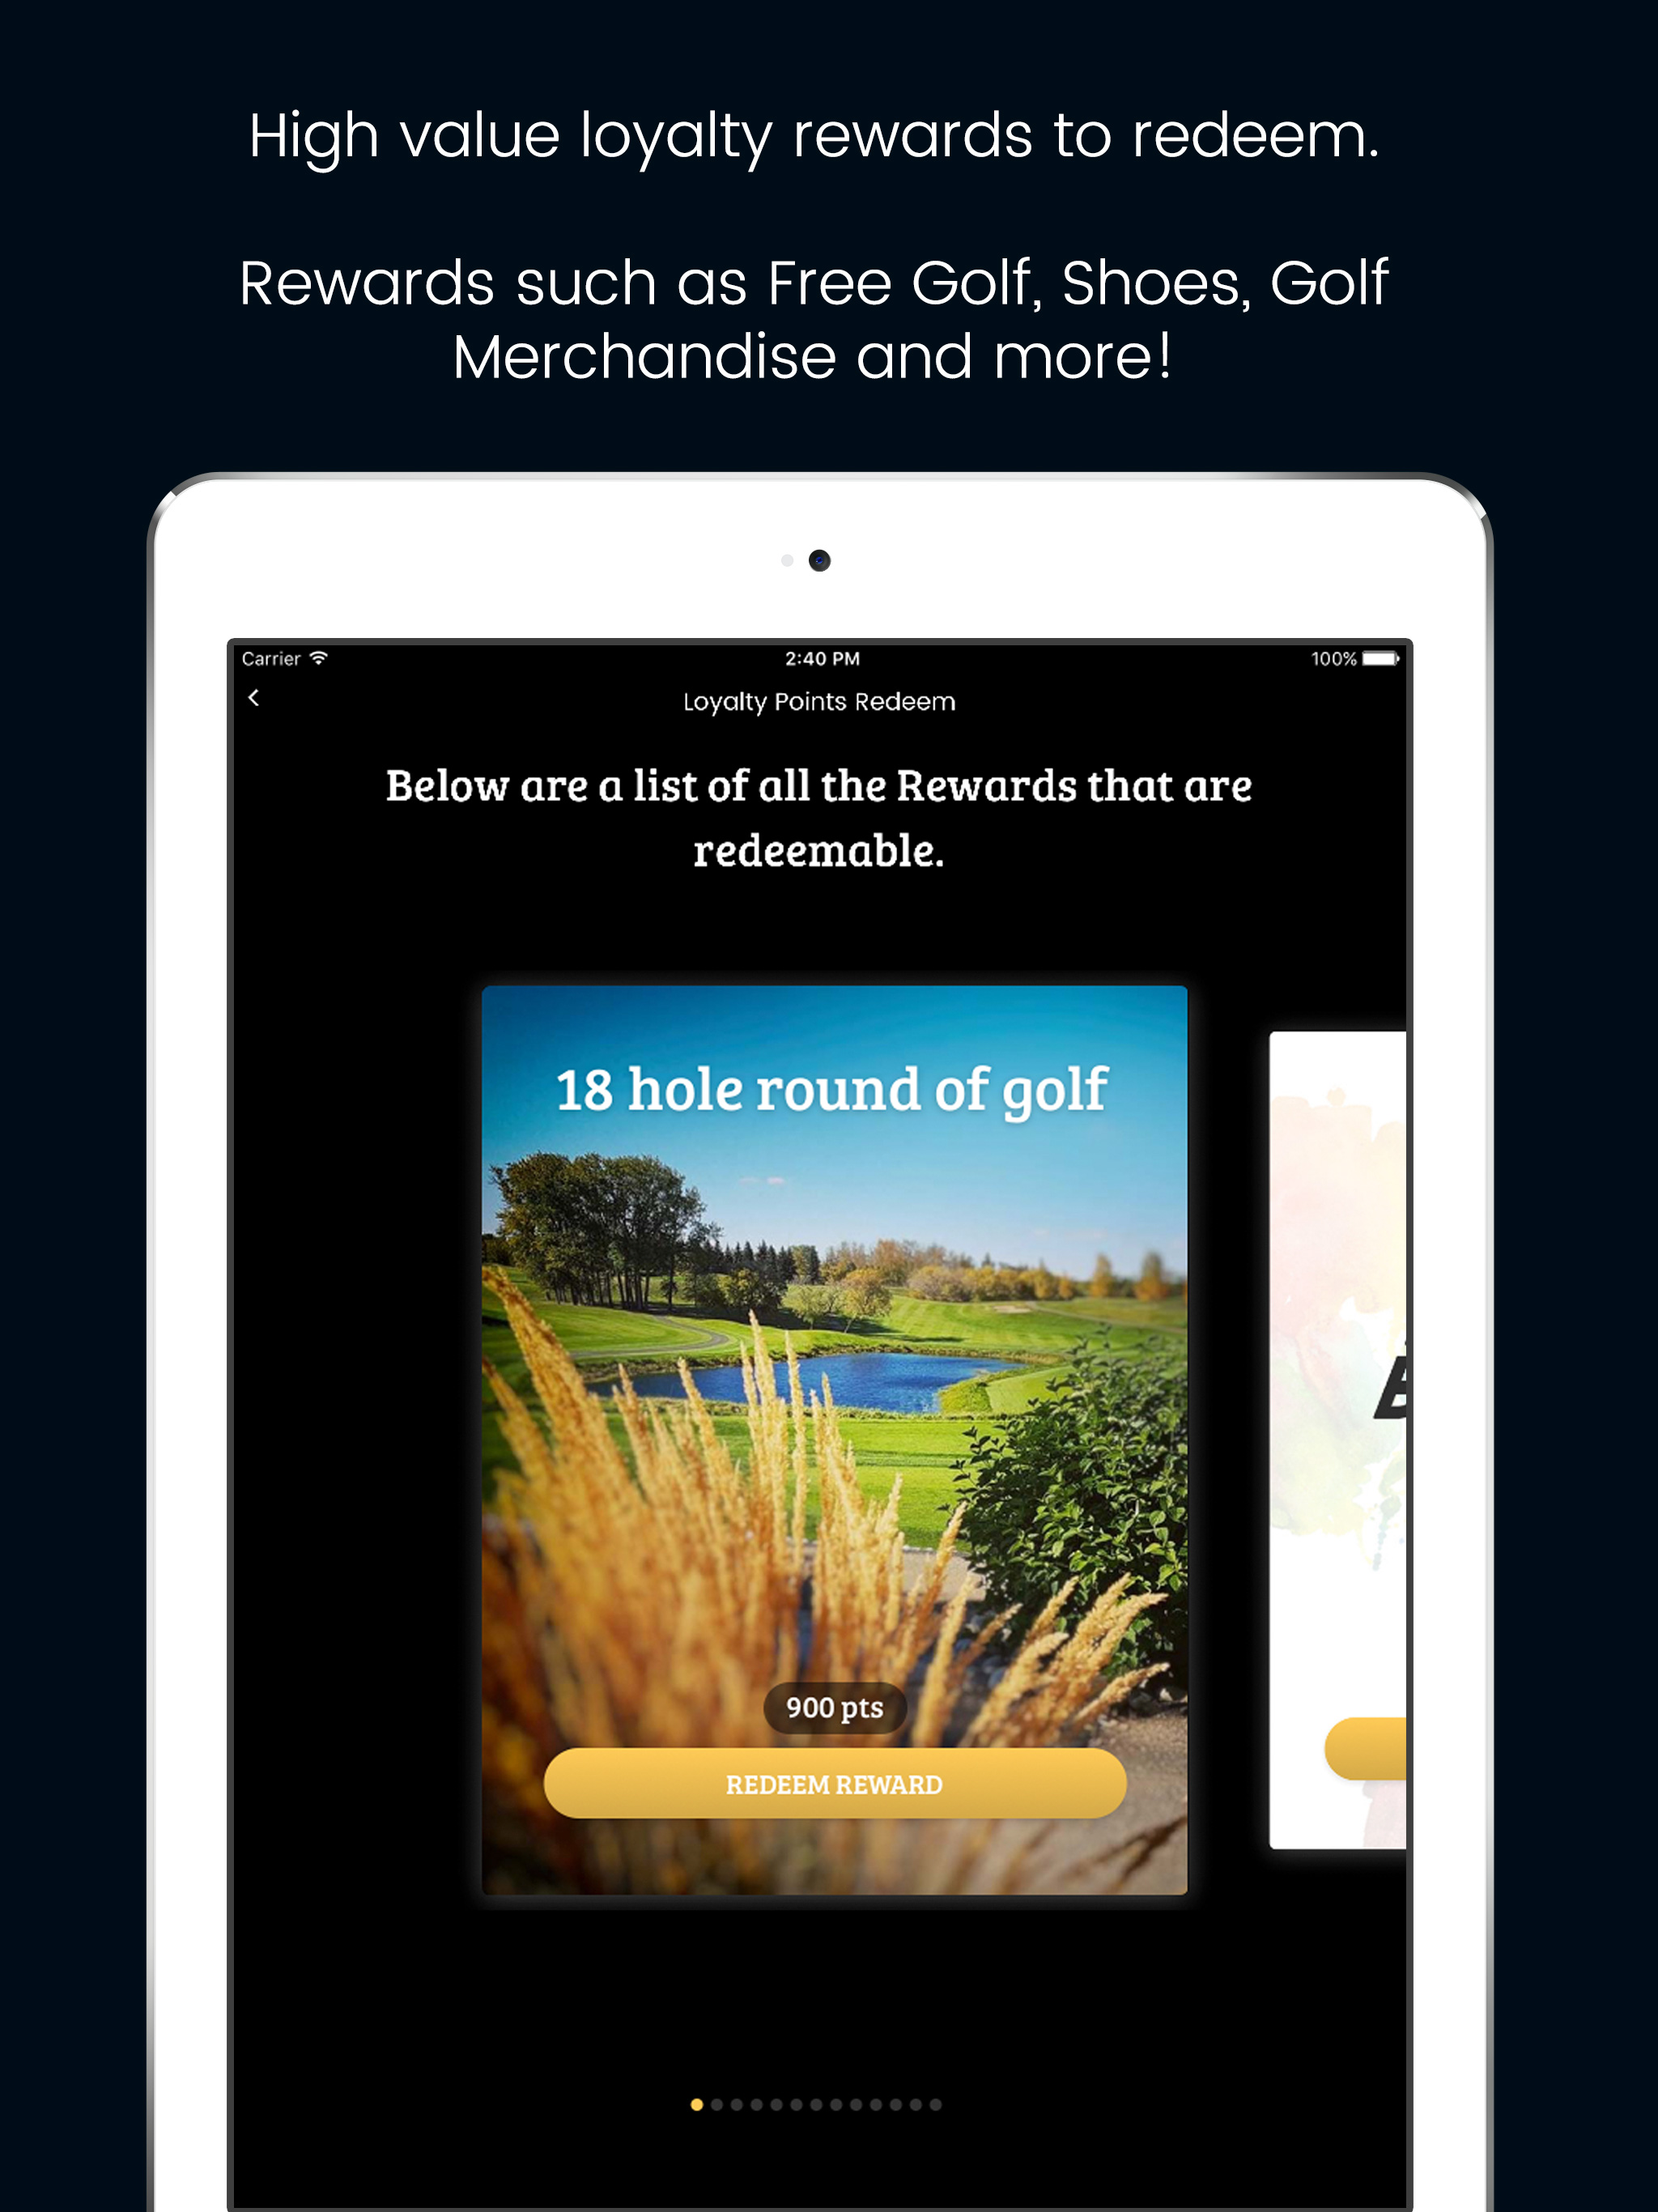 High value loyalty rewards to redeem.
Rewards such as Free Golf, Shoes, Golf
Merchandise and more!
Carrier
2:40 PM
100%
Loyalty Points Redeem
Below are a list of all the Rewards that are
redeemable.
18 hole round of golf
900 pts
REDEEM REWARD